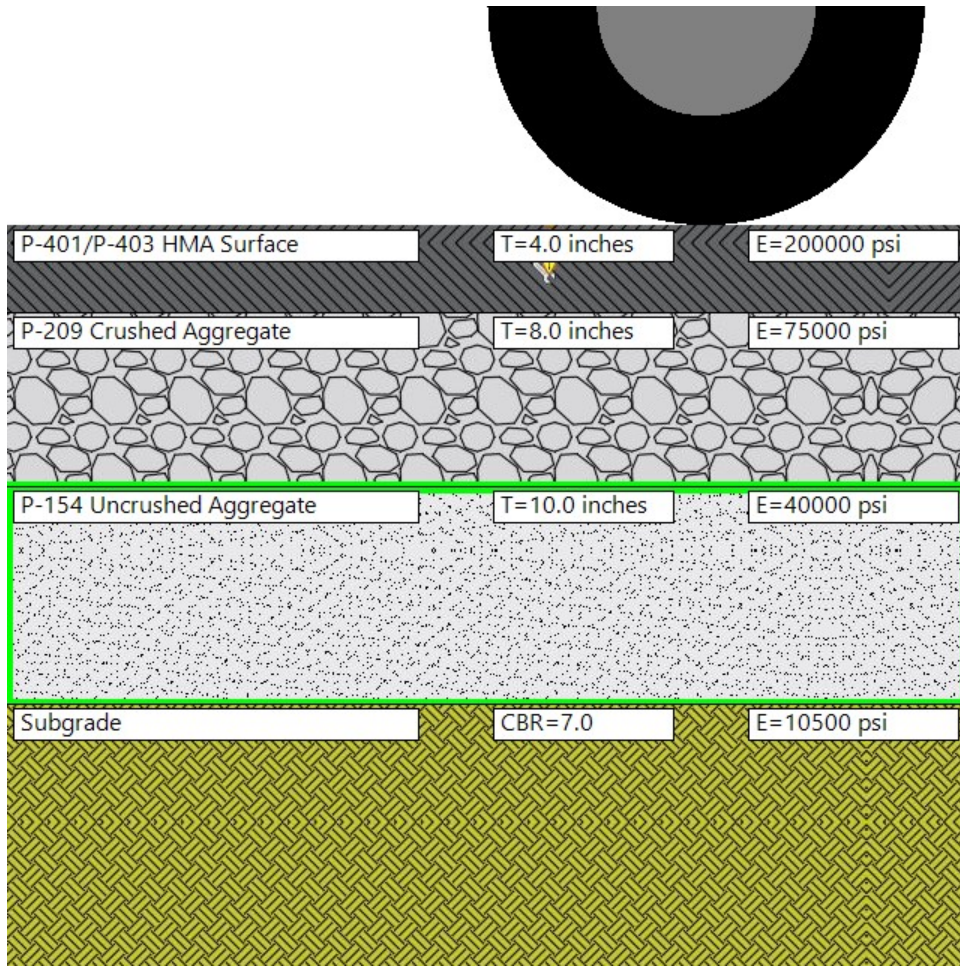 P-401/P-403 HMA Surface T=4.0 inches E=200000 psi
P-209 Crushed Aggregate T=8.0 inches E=75000 psi
P-154 Uncrushed Aggregate T=10.0 inches E=40000 psi
Subgrade CBR=7.0 E=10500 psi